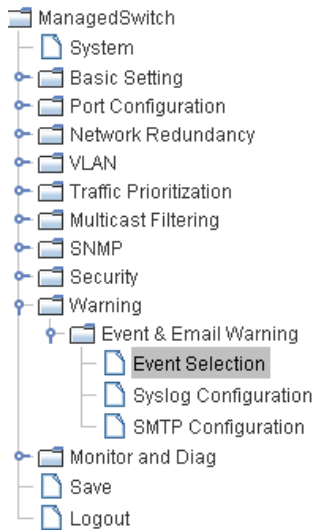 ManagedSwitch
System
Basic Setting
Port Configuration
Network Redundancy
VLAN
Traffic Prioritization
Multicast Filtering
SNMP
Security
Warning
Event & Email Warning
Event Selection
Syslog Configuration
SMTP Configuration
Monitor and Diag
Save
Logout